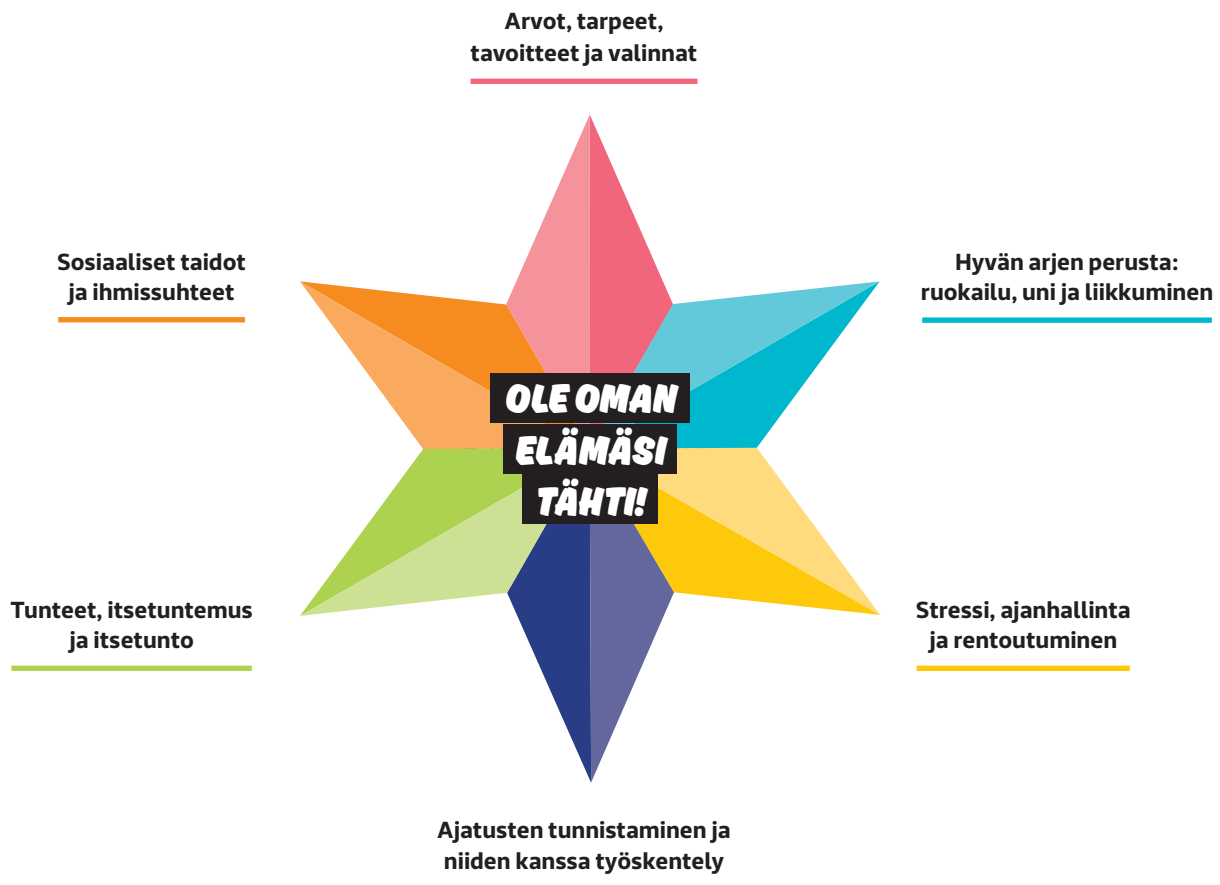 Arvot, tarpeet,
tavoitteet ja valinnat
Sosiaaliset taidot
ja ihmissuhteet
Hyvän arjen perusta:
ruokailu, uni ja liikkuminen
OLE OMAN
ELÄMÄSI
TÄHTI!
Tunteet, itsetuntemus
ja itsetunto
Stressi, ajanhallinta
ja rentoutuminen
Ajatusten tunnistaminen ja
niiden kanssa työskentely